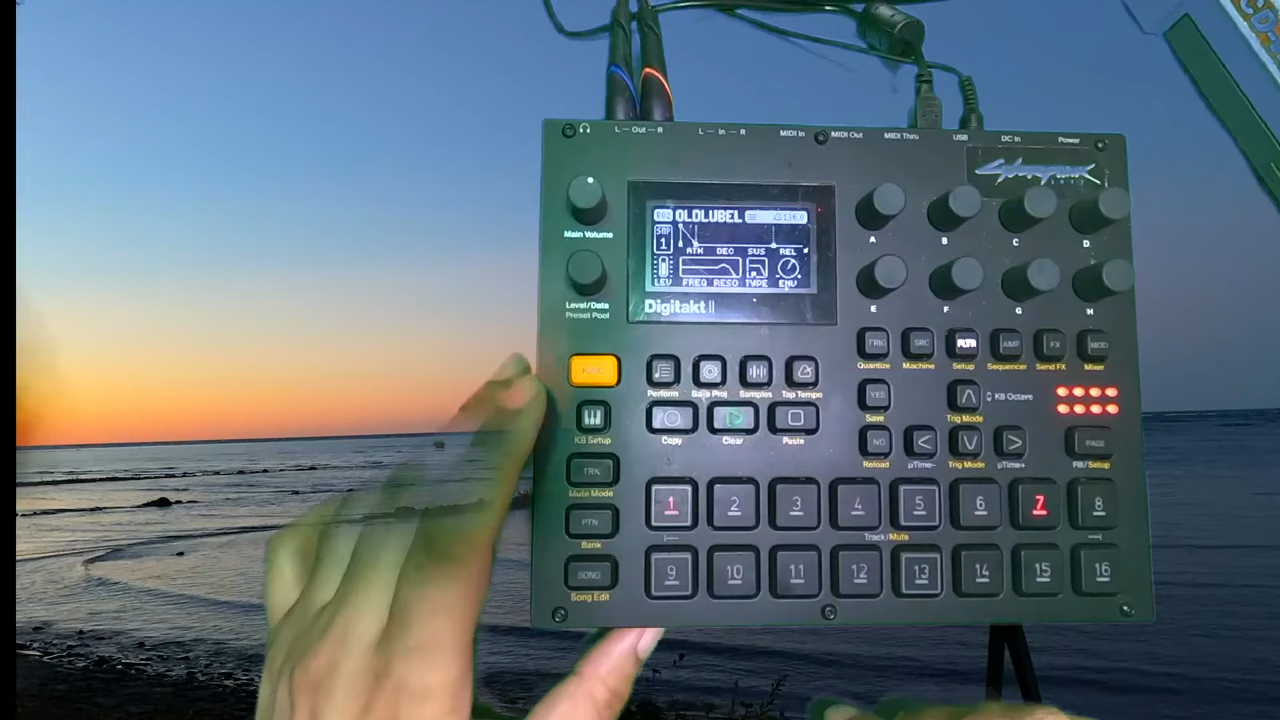 L — Out — R
L — In — R
MIDI In
MIDI Out
MIDI Thru
USB
DC In
Power
Cyberpunk
Main Volume
Level/Data
Preset Pool
OLDLUBEL
SMP
1
ATK DEC SUS REL
LEV FREQ RESO TYPE ENV
Digitakt II
A B C D
E F G H
TRIG SRC FLTR AMP FX MOD
Quantize Machine Setup Sequencer Send FX Mixer
FUNC
Perform Save Proj Samples Tap Tempo
Copy Clear Paste
YES
Save
KB Octave
Trig Mode
NO
Reload µTime- Trig Mode µTime+
PAGE
Fill/Setup
KB Setup
TRK
Mute Mode
PTN
Bank
SONG
Song Edit
1 2 3 4 5 6 7 8
Track/Mute
9 10 11 12 13 14 15 16